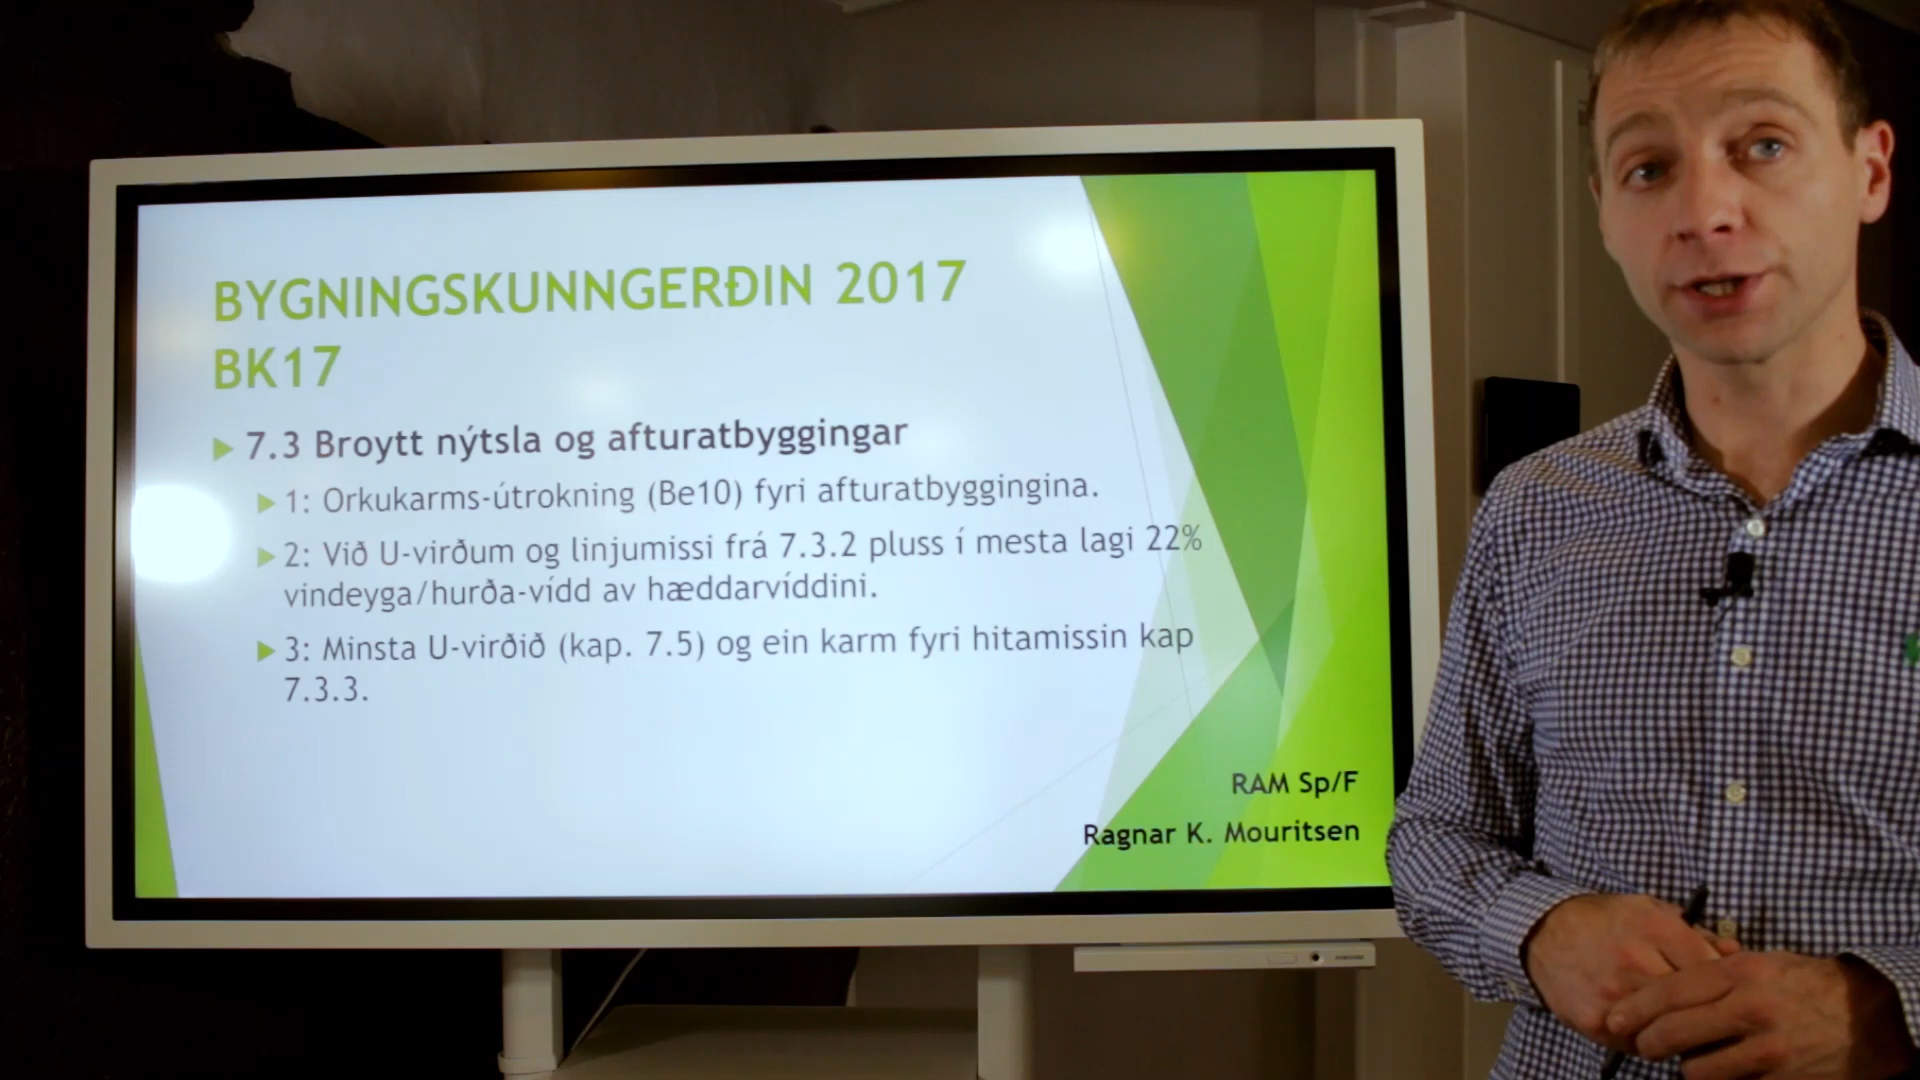 BYGNINGSKUNNGERÐIN 2017
BK17
7.3 Broytt nýtsla og afturatbyggingar
1: Orkukarms-útrokning (Be10) fyri afturatbyggingina.
2: Við U-virðum og linjumissi frá 7.3.2 pluss í mesta lagi 22%
vindeyga/hurða-vídd av hæddarvíddini.
3: Minsta U-virðið (kap. 7.5) og ein karm fyri hitamissin kap
7.3.3.
RAM Sp/F
Ragnar K. Mouritsen